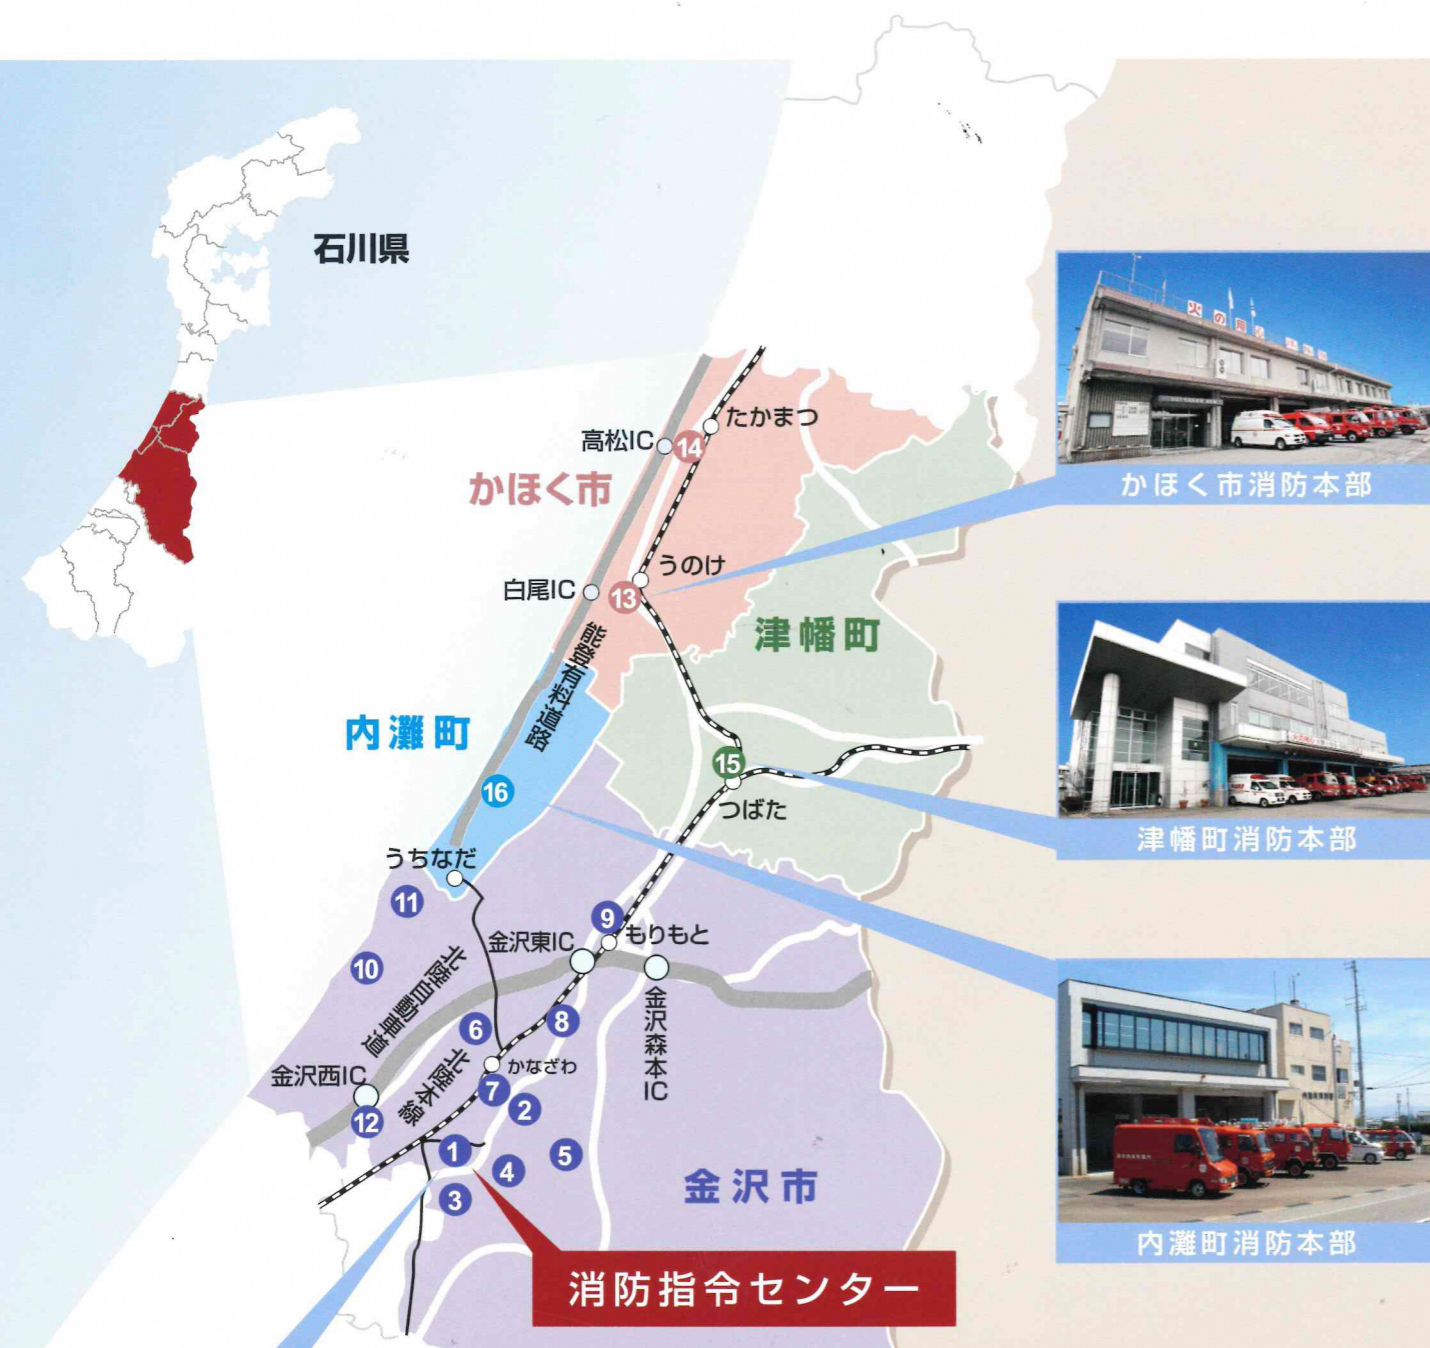 石川県
たかまつ
高松IC
14
かほく市
かほく市消防本部
うのけ
白尾IC
13
津幡町
能登有料道路
内灘町
15
16
つばた
津幡町消防本部
うちなだ
11
9
もりもと
金沢東IC
10
北陸自動車道
金沢森本IC
8
6
かなざわ
北陸本線
金沢西IC
7
2
12
1
5
4
3
金沢市
内灘町消防本部
消防指令センター
火の用心